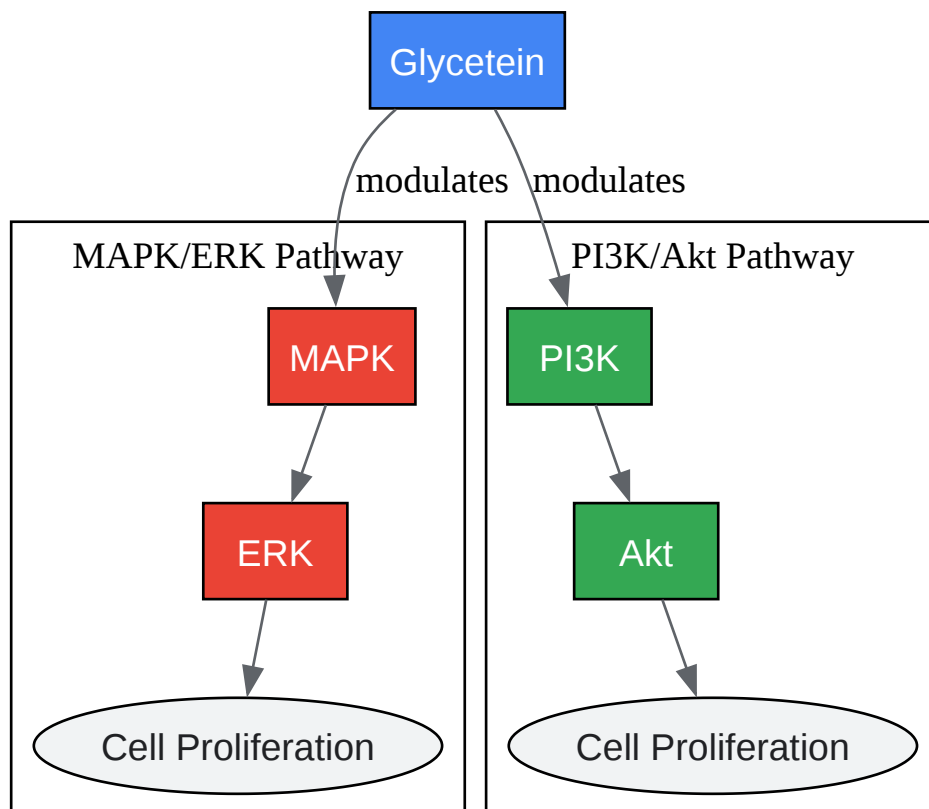 Glycetein
modulates
modulates
MAPK/ERK Pathway
PI3K/Akt Pathway
MAPK
PI3K
ERK
Akt
Cell Proliferation
Cell Proliferation